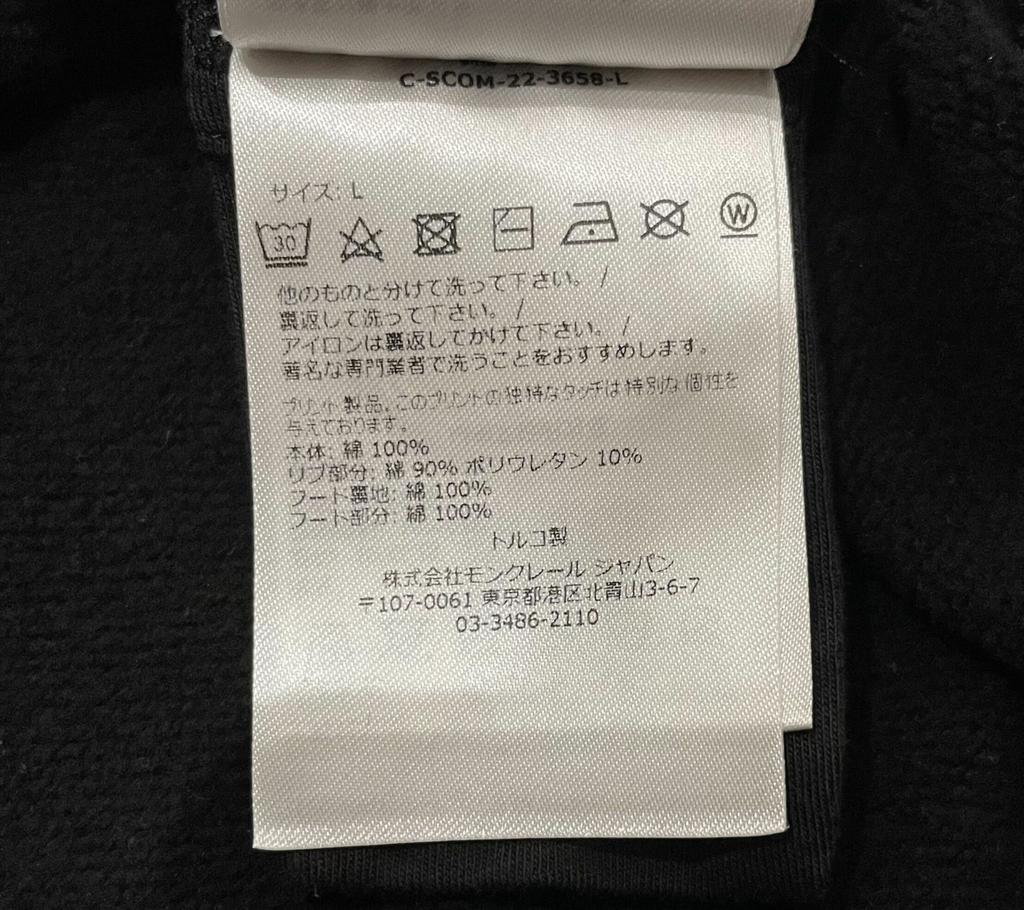 C-SCOM-22-3658-L
サイズ: L
30
W
他のものと分けて洗って下さい。 /
裏返して洗って下さい。 /
アイロンは裏返してかけて下さい。 /
著名な専門業者で洗うことをおすすめします。
プリント製品。このプリントの独特なタッチは特別な個性を
与えております。
本体: 綿 100%
リブ部分: 綿 90% ポリウレタン 10%
フード裏地: 綿 100%
フード部分: 綿 100%
トルコ製
株式会社モンクレール ジャパン
〒107-0061 東京都港区北青山3-6-7
03-3486-2110